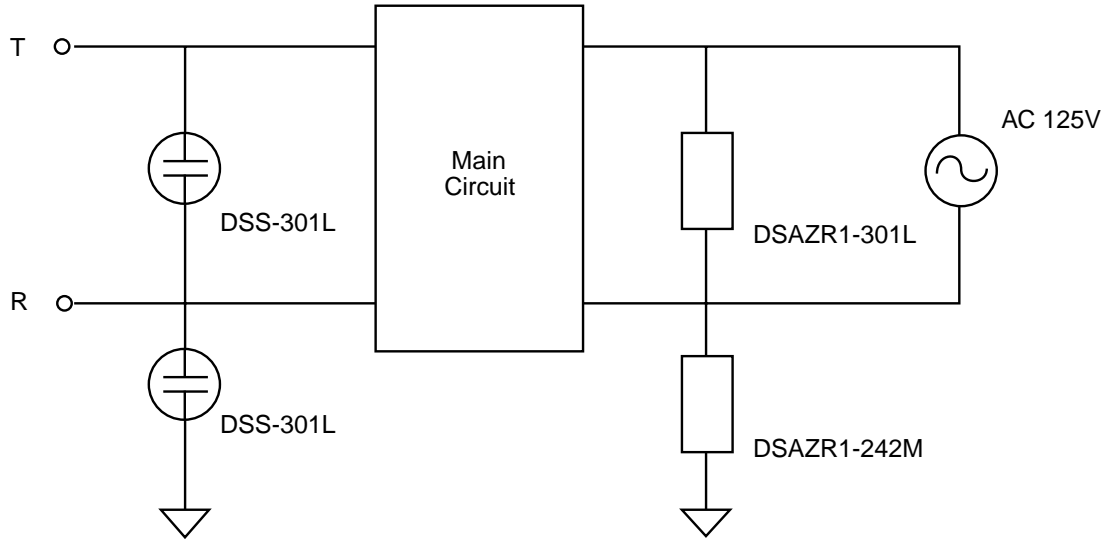 T
AC 125V
Main
Circuit
DSS-301L
DSAZR1-301L
R
DSS-301L
DSAZR1-242M